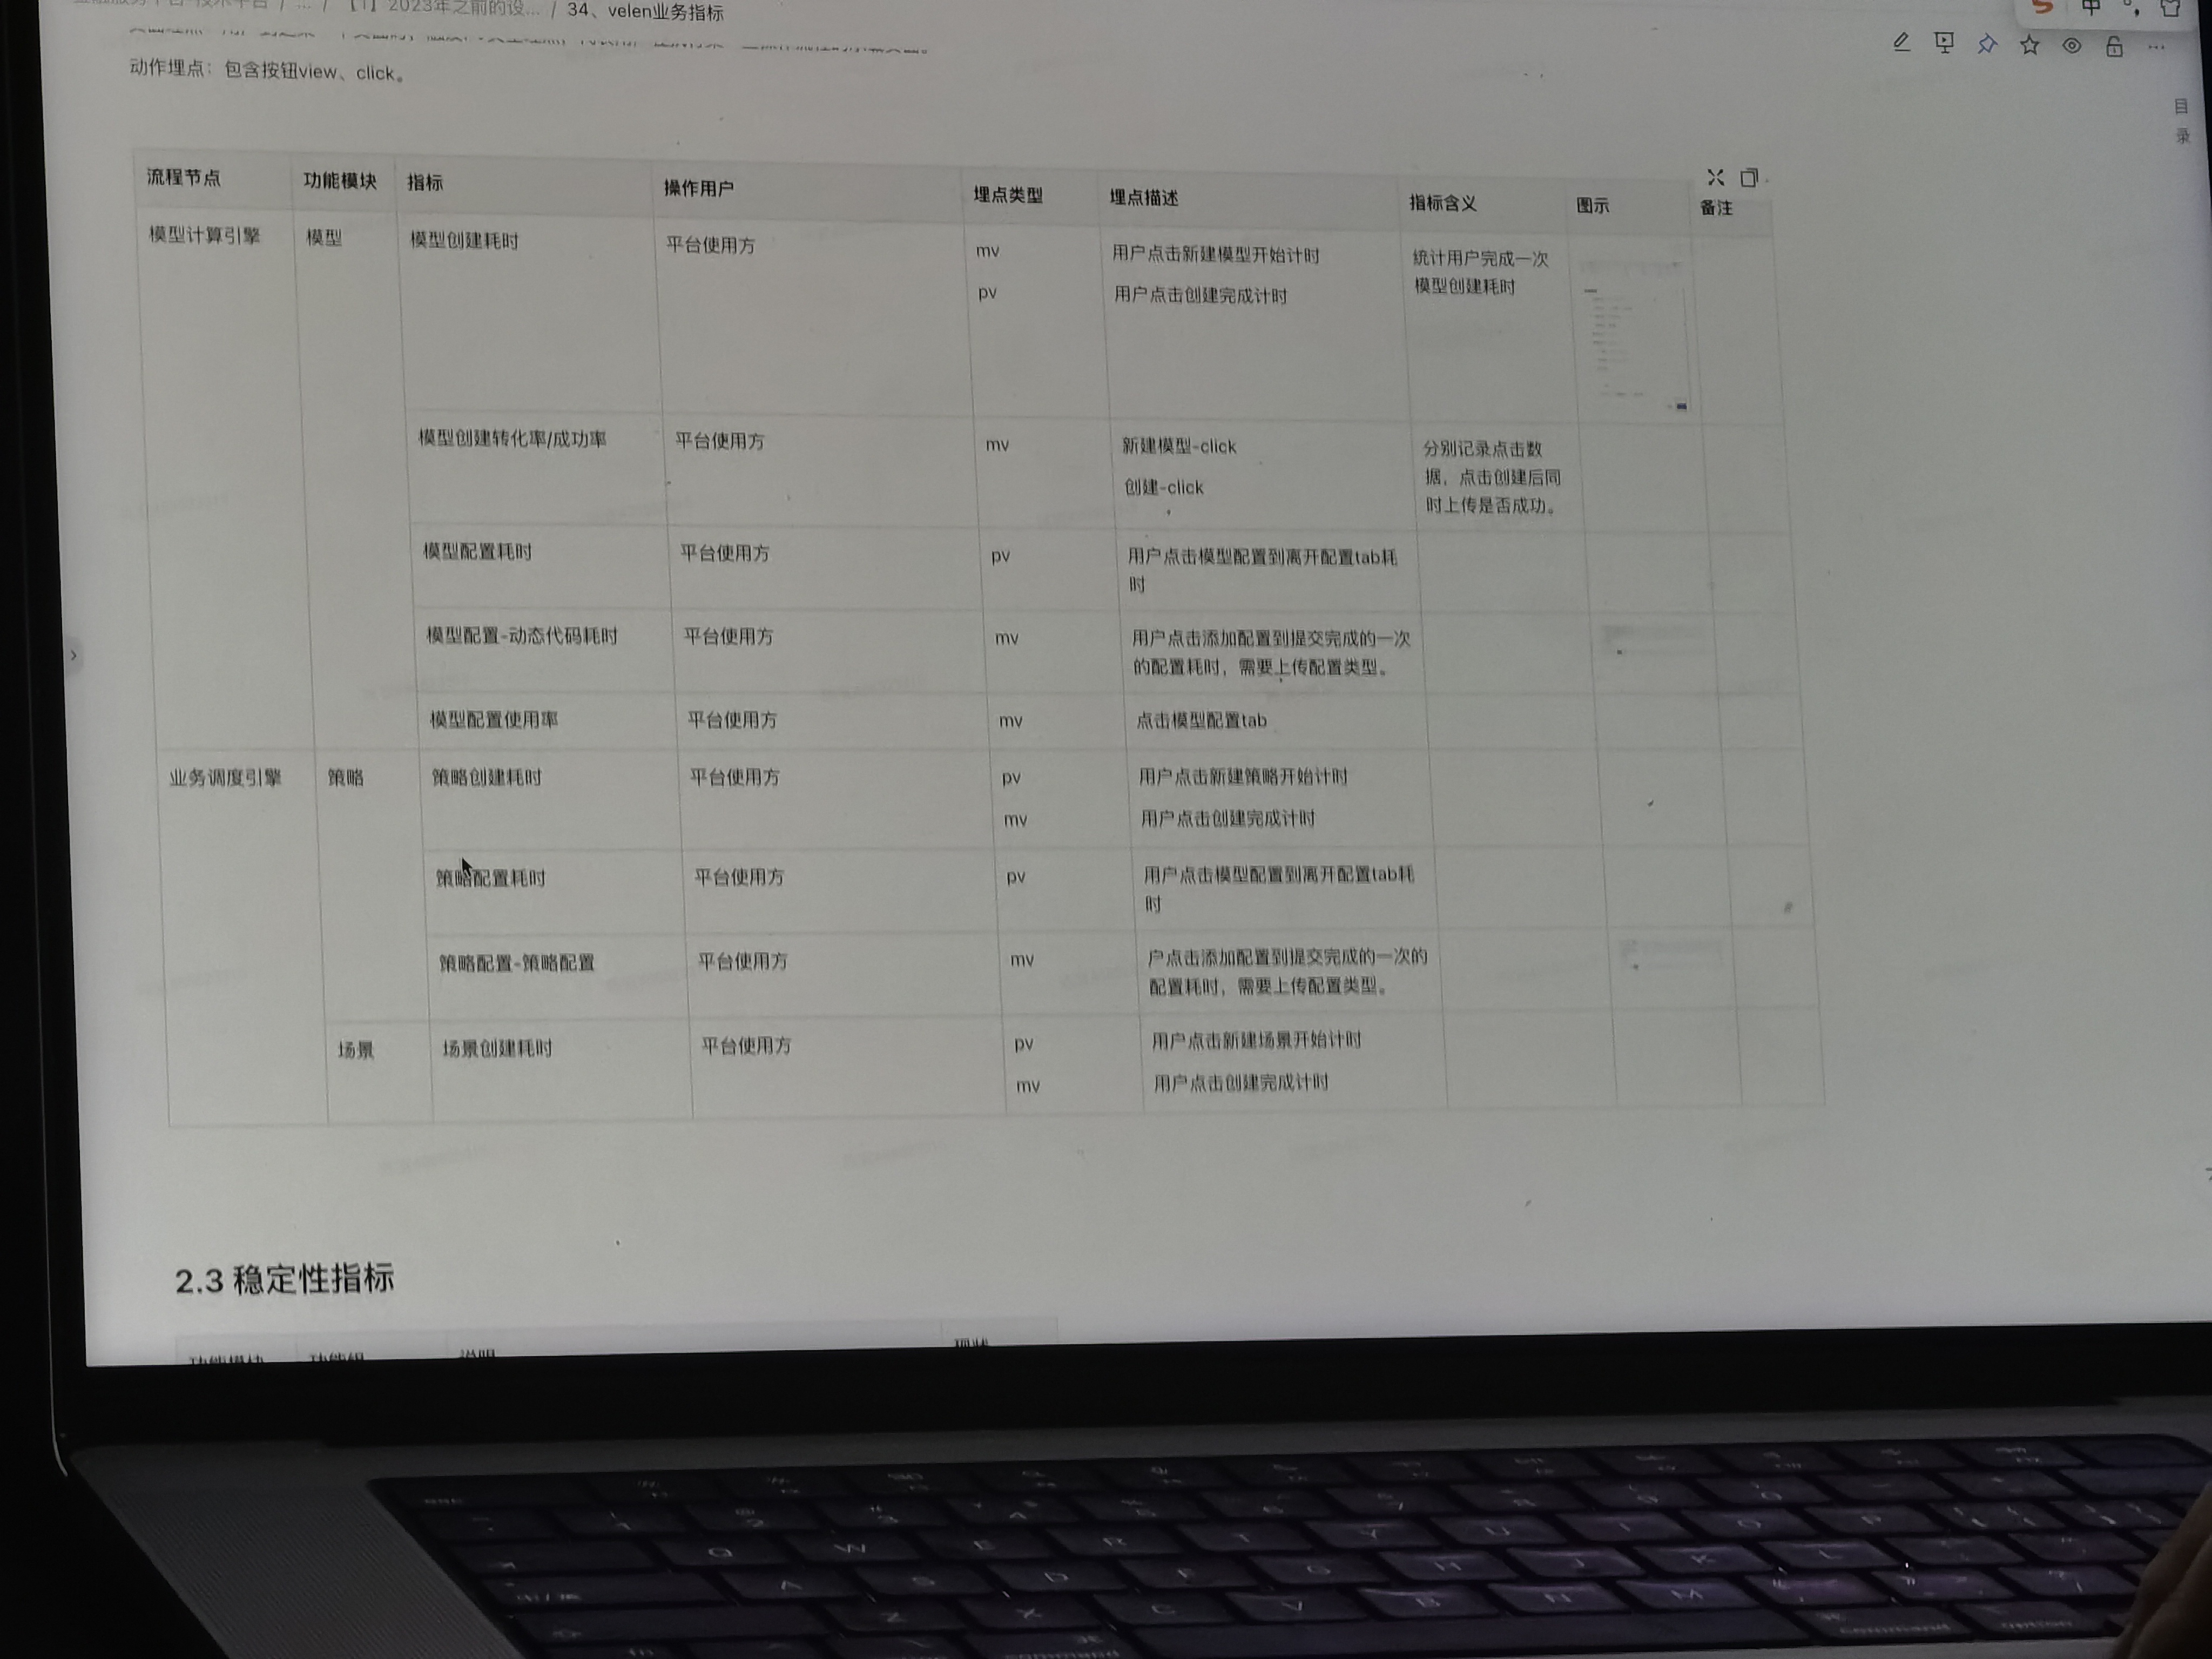 / ... / 【1】2023年之前的设... / 34、velen业务指标
中
动作埋点：包含按钮view、click。
目
录
流程节点 功能模块 指标 操作用户 埋点类型 埋点描述 指标含义 图示 备注
模型计算引擎 模型 模型创建耗时 平台使用方 mv 用户点击新建模型开始计时 统计用户完成一次
pv 用户点击创建完成计时 模型创建耗时
模型创建转化率/成功率 平台使用方 mv 新建模型-click 分别记录点击数
据，点击创建后同
创建-click 时上传是否成功。
模型配置耗时 平台使用方 pv 用户点击模型配置到离开配置tab耗
时
模型配置-动态代码耗时 平台使用方 mv 用户点击添加配置到提交完成的一次
的配置耗时，需要上传配置类型。
模型配置使用率 平台使用方 mv 点击模型配置tab
业务调度引擎 策略 策略创建耗时 平台使用方 pv 用户点击新建策略开始计时
mv 用户点击创建完成计时
策略配置耗时 平台使用方 pv 用户点击模型配置到离开配置tab耗
时
策略配置-策略配置 平台使用方 mv 户点击添加配置到提交完成的一次的
配置耗时，需要上传配置类型。
场景 场景创建耗时 平台使用方 pv 用户点击新建场景开始计时
mv 用户点击创建完成计时
2.3 稳定性指标
Q W E R T Y U I O P
A S D F G H J K L
Z X C V B N M
command